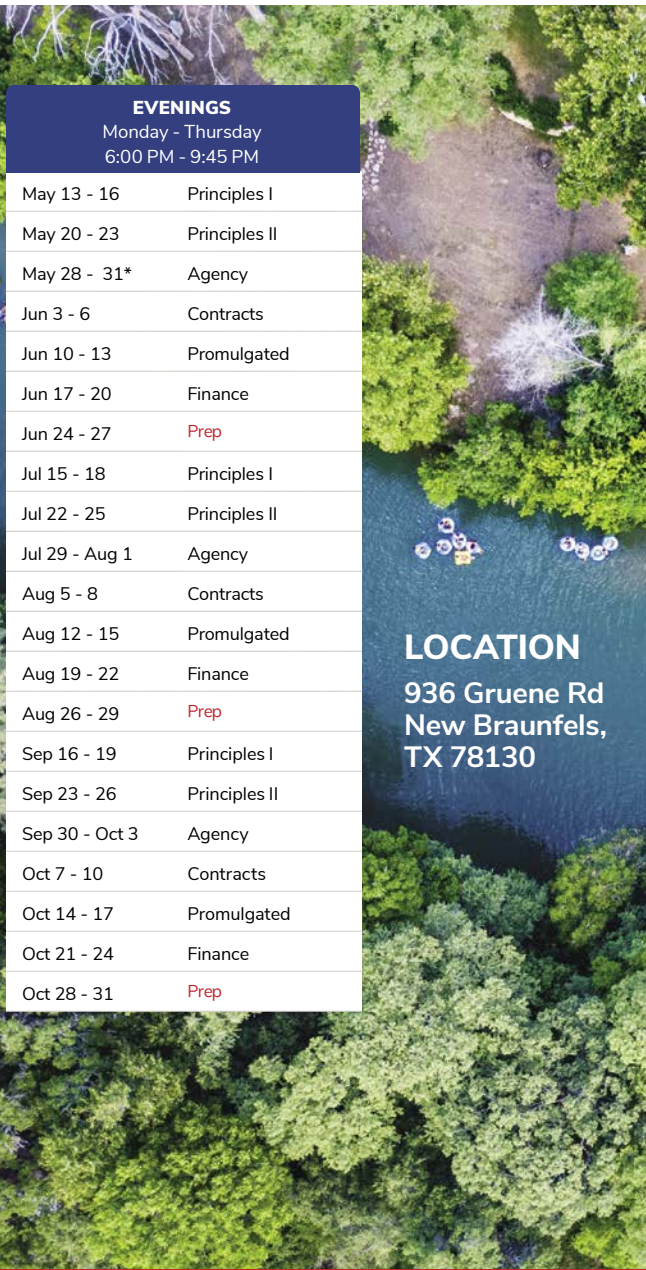 EVENINGS
Monday - Thursday
6:00 PM - 9:45 PM
May 13 - 16 Principles I
May 20 - 23 Principles II
May 28 - 31* Agency
Jun 3 - 6 Contracts
Jun 10 - 13 Promulgated
Jun 17 - 20 Finance
Jun 24 - 27 Prep
Jul 15 - 18 Principles I
Jul 22 - 25 Principles II
Jul 29 - Aug 1 Agency
Aug 5 - 8 Contracts
Aug 12 - 15 Promulgated
Aug 19 - 22 Finance
Aug 26 - 29 Prep
Sep 16 - 19 Principles I
Sep 23 - 26 Principles II
Sep 30 - Oct 3 Agency
Oct 7 - 10 Contracts
Oct 14 - 17 Promulgated
Oct 21 - 24 Finance
Oct 28 - 31 Prep
LOCATION
936 Gruene Rd
New Braunfels,
TX 78130